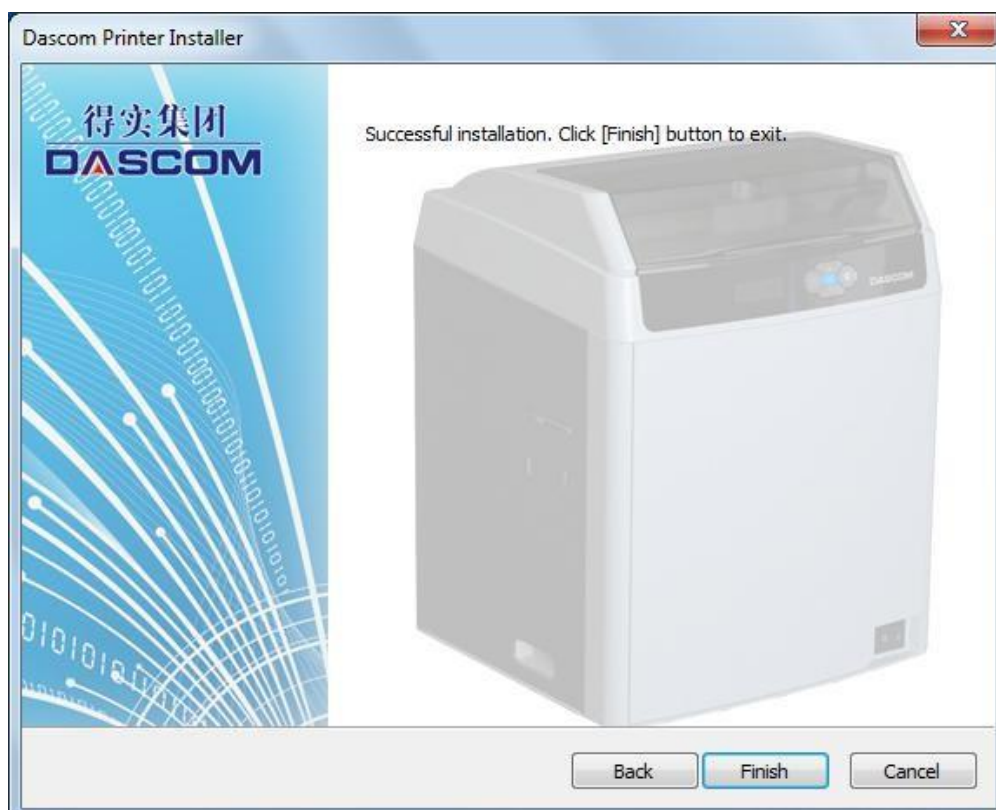 Dascom Printer Installer
得实集团
DASCOM
Successful installation. Click [Finish] button to exit.
DASCOM
Back
Finish
Cancel